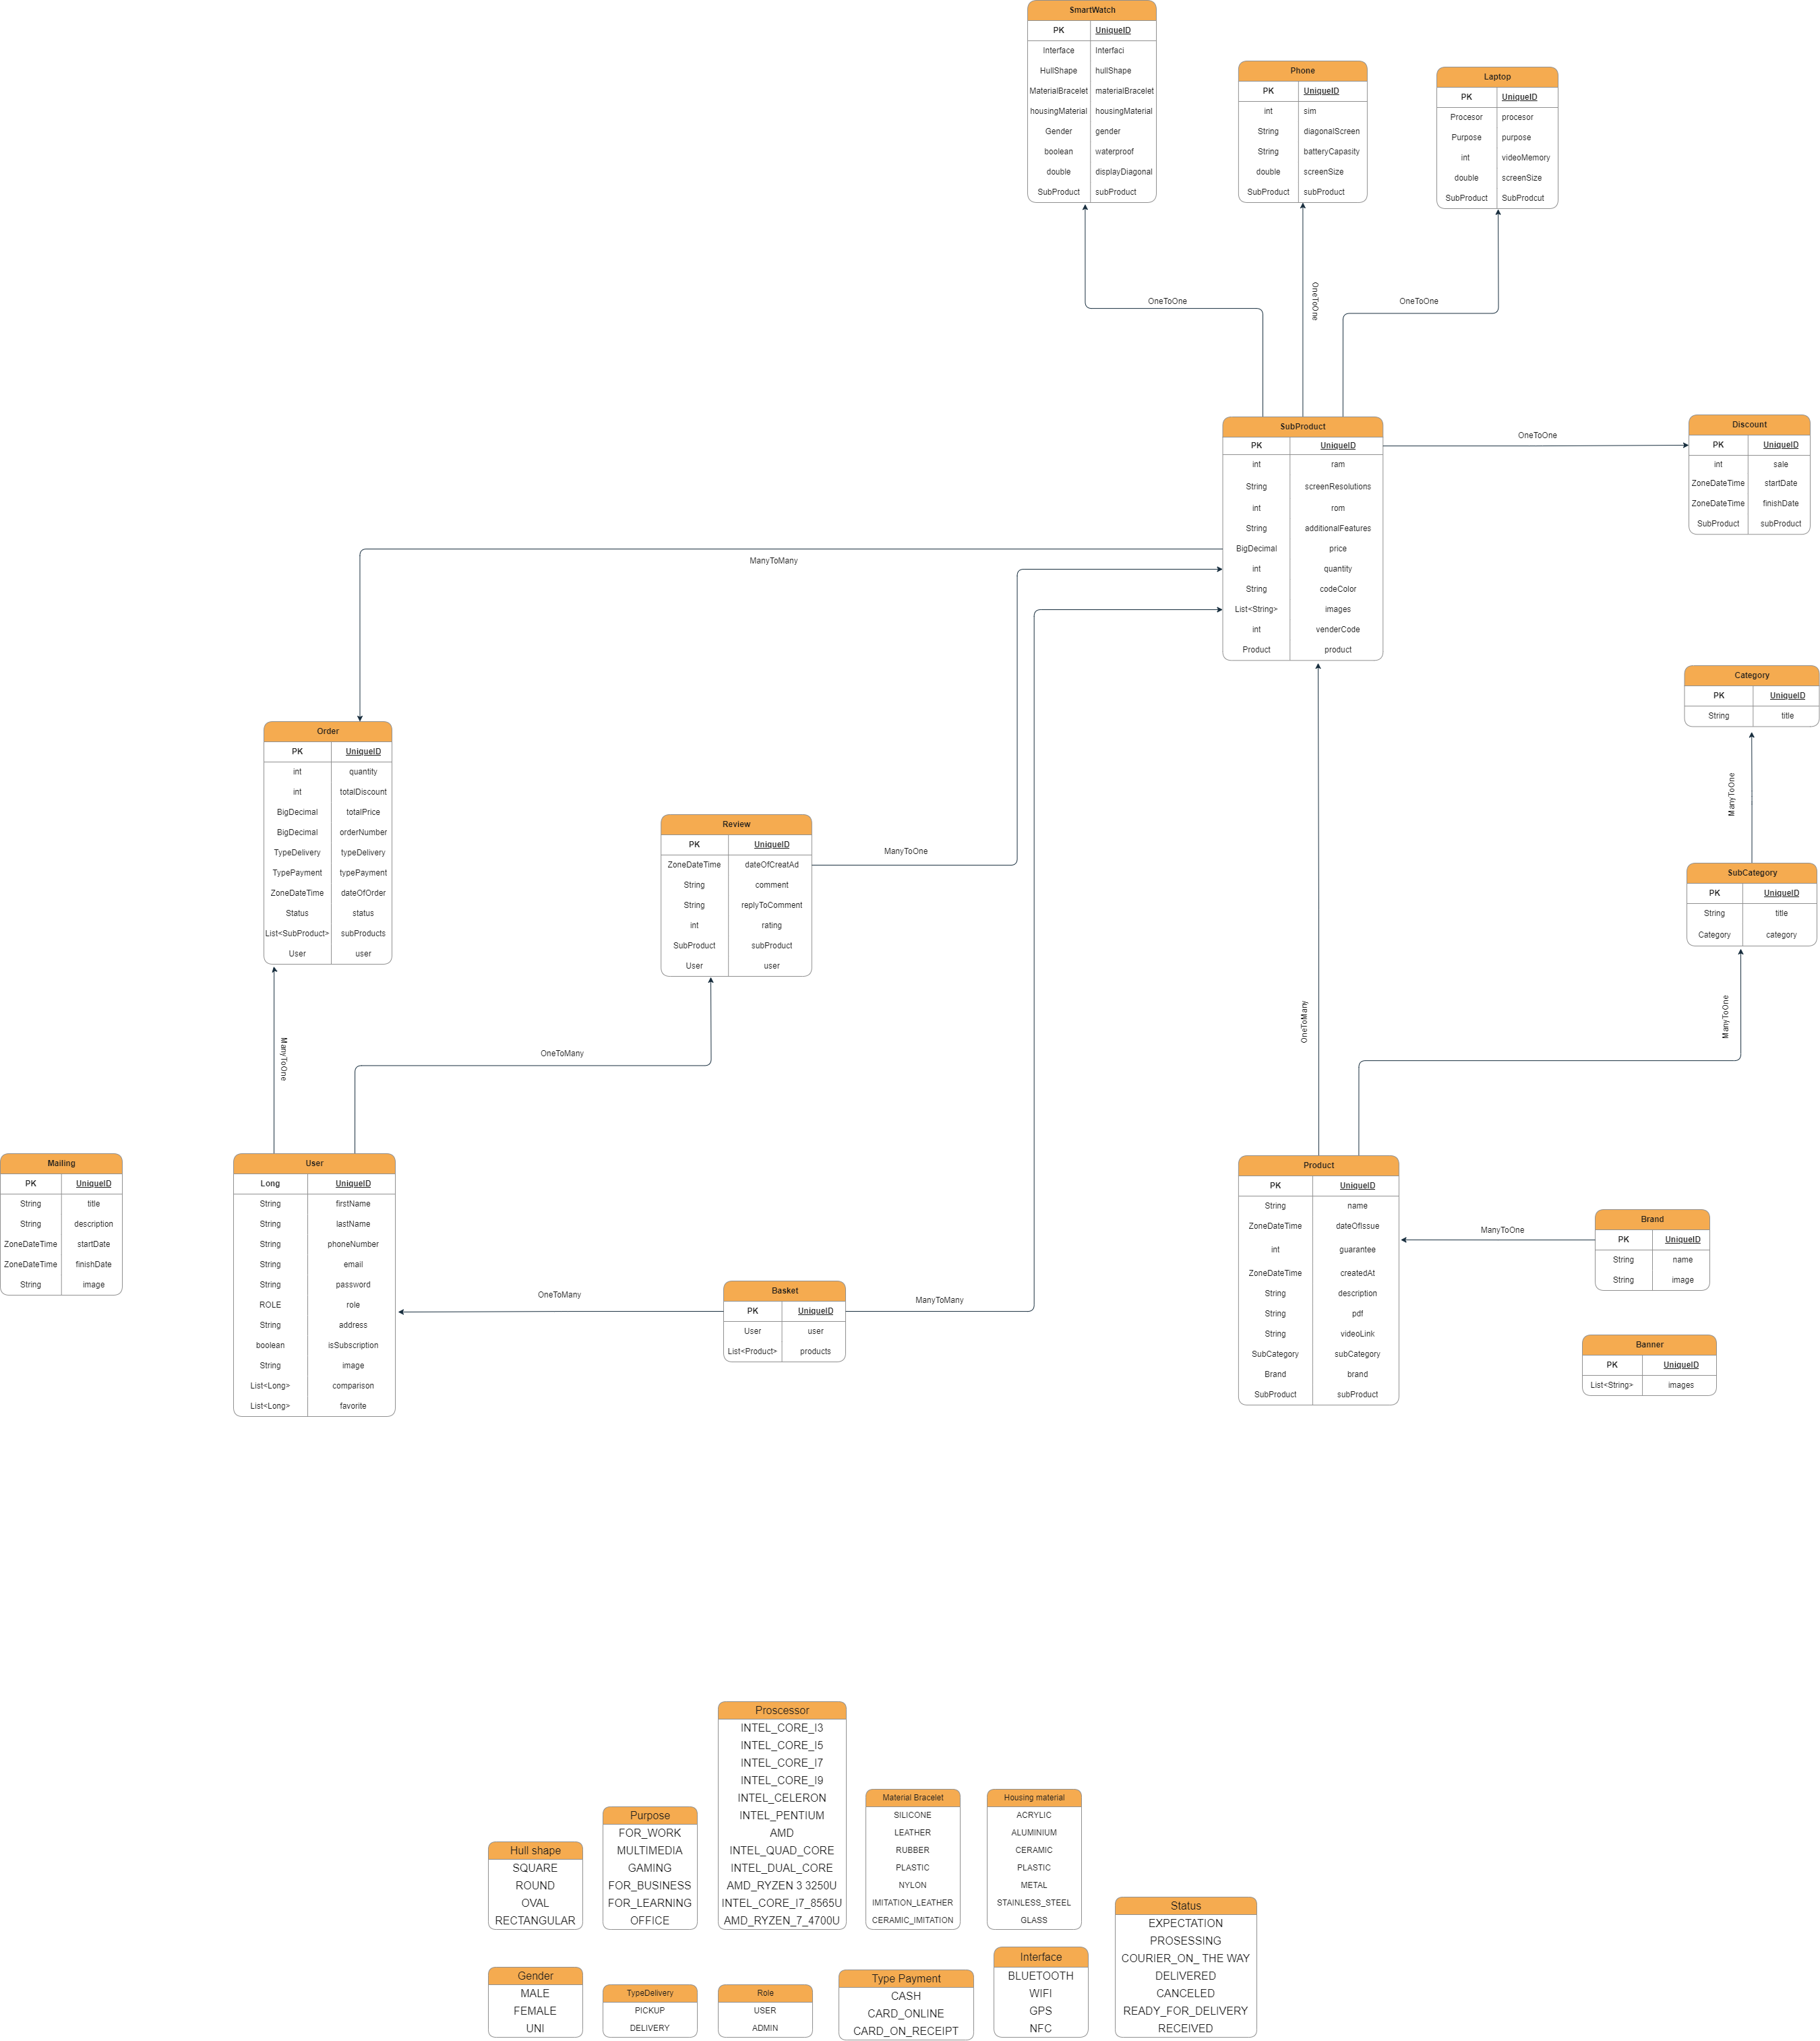 SmartWatch
PK UniqueID
Interface Interfaci
HullShape hullShape
MaterialBracelet materialBracelet
housingMaterial housingMaterial
Gender gender
boolean waterproof
double displayDiagonal
SubProduct subProduct
Phone
PK UniqueID
int sim
String diagonalScreen
String batteryCapasity
double screenSize
SubProduct subProduct
Laptop
PK UniqueID
Procesor procesor
Purpose purpose
int videoMemory
double screenSize
SubProduct SubProdcut
OneToOne
OneToOne
OneToOne
SubProduct
PK UniqueID
int ram
String screenResolutions
int rom
String additionalFeatures
BigDecimal price
int quantity
String codeColor
List<String> images
int venderCode
Product product
OneToOne
Discount
PK UniqueID
int sale
ZoneDateTime startDate
ZoneDateTime finishDate
SubProduct subProduct
ManyToMany
Category
PK UniqueID
String title
ManyToOne
SubCategory
PK UniqueID
String title
Category category
Order
PK UniqueID
int quantity
int totalDiscount
BigDecimal totalPrice
BigDecimal orderNumber
TypeDelivery typeDelivery
TypePayment typePayment
ZoneDateTime dateOfOrder
Status status
List<SubProduct> subProducts
User user
Review
PK UniqueID
ZoneDateTime dateOfCreatAd
String comment
String replyToComment
int rating
SubProduct subProduct
User user
ManyToOne
ManyToOne
OneToMany
OneToMany
ManyToOne
Mailing
PK UniqueID
String title
String description
ZoneDateTime startDate
ZoneDateTime finishDate
String image
User
Long UniqueID
String firstName
String lastName
String phoneNumber
String email
String password
ROLE role
String address
boolean isSubscription
String image
List<Long> comparison
List<Long> favorite
OneToMany
Basket
PK UniqueID
User user
List<Product> products
ManyToMany
Product
PK UniqueID
String name
ZoneDateTime dateOfIssue
int guarantee
ZoneDateTime createdAt
String description
String pdf
String videoLink
SubCategory subCategory
Brand brand
SubProduct subProduct
ManyToOne
Brand
PK UniqueID
String name
String image
Banner
PK UniqueID
List<String> images
Hull shape
SQUARE
ROUND
OVAL
RECTANGULAR
Purpose
FOR_WORK
MULTIMEDIA
GAMING
FOR_BUSINESS
FOR_LEARNING
OFFICE
Proscessor
INTEL_CORE_I3
INTEL_CORE_I5
INTEL_CORE_I7
INTEL_CORE_I9
INTEL_CELERON
INTEL_PENTIUM
AMD
INTEL_QUAD_CORE
INTEL_DUAL_CORE
AMD_RYZEN 3 3250U
INTEL_CORE_I7_8565U
AMD_RYZEN_7_4700U
Material Bracelet
SILICONE
LEATHER
RUBBER
PLASTIC
NYLON
IMITATION_LEATHER
CERAMIC_IMITATION
Housing material
ACRYLIC
ALUMINIUM
CERAMIC
PLASTIC
METAL
STAINLESS_STEEL
GLASS
Status
EXPECTATION
PROSESSING
COURIER_ON_ THE WAY
DELIVERED
CANCELED
READY_FOR_DELIVERY
RECEIVED
Gender
MALE
FEMALE
UNI
TypeDelivery
PICKUP
DELIVERY
Role
USER
ADMIN
Type Payment
CASH
CARD_ONLINE
CARD_ON_RECEIPT
Interface
BLUETOOTH
WIFI
GPS
NFC